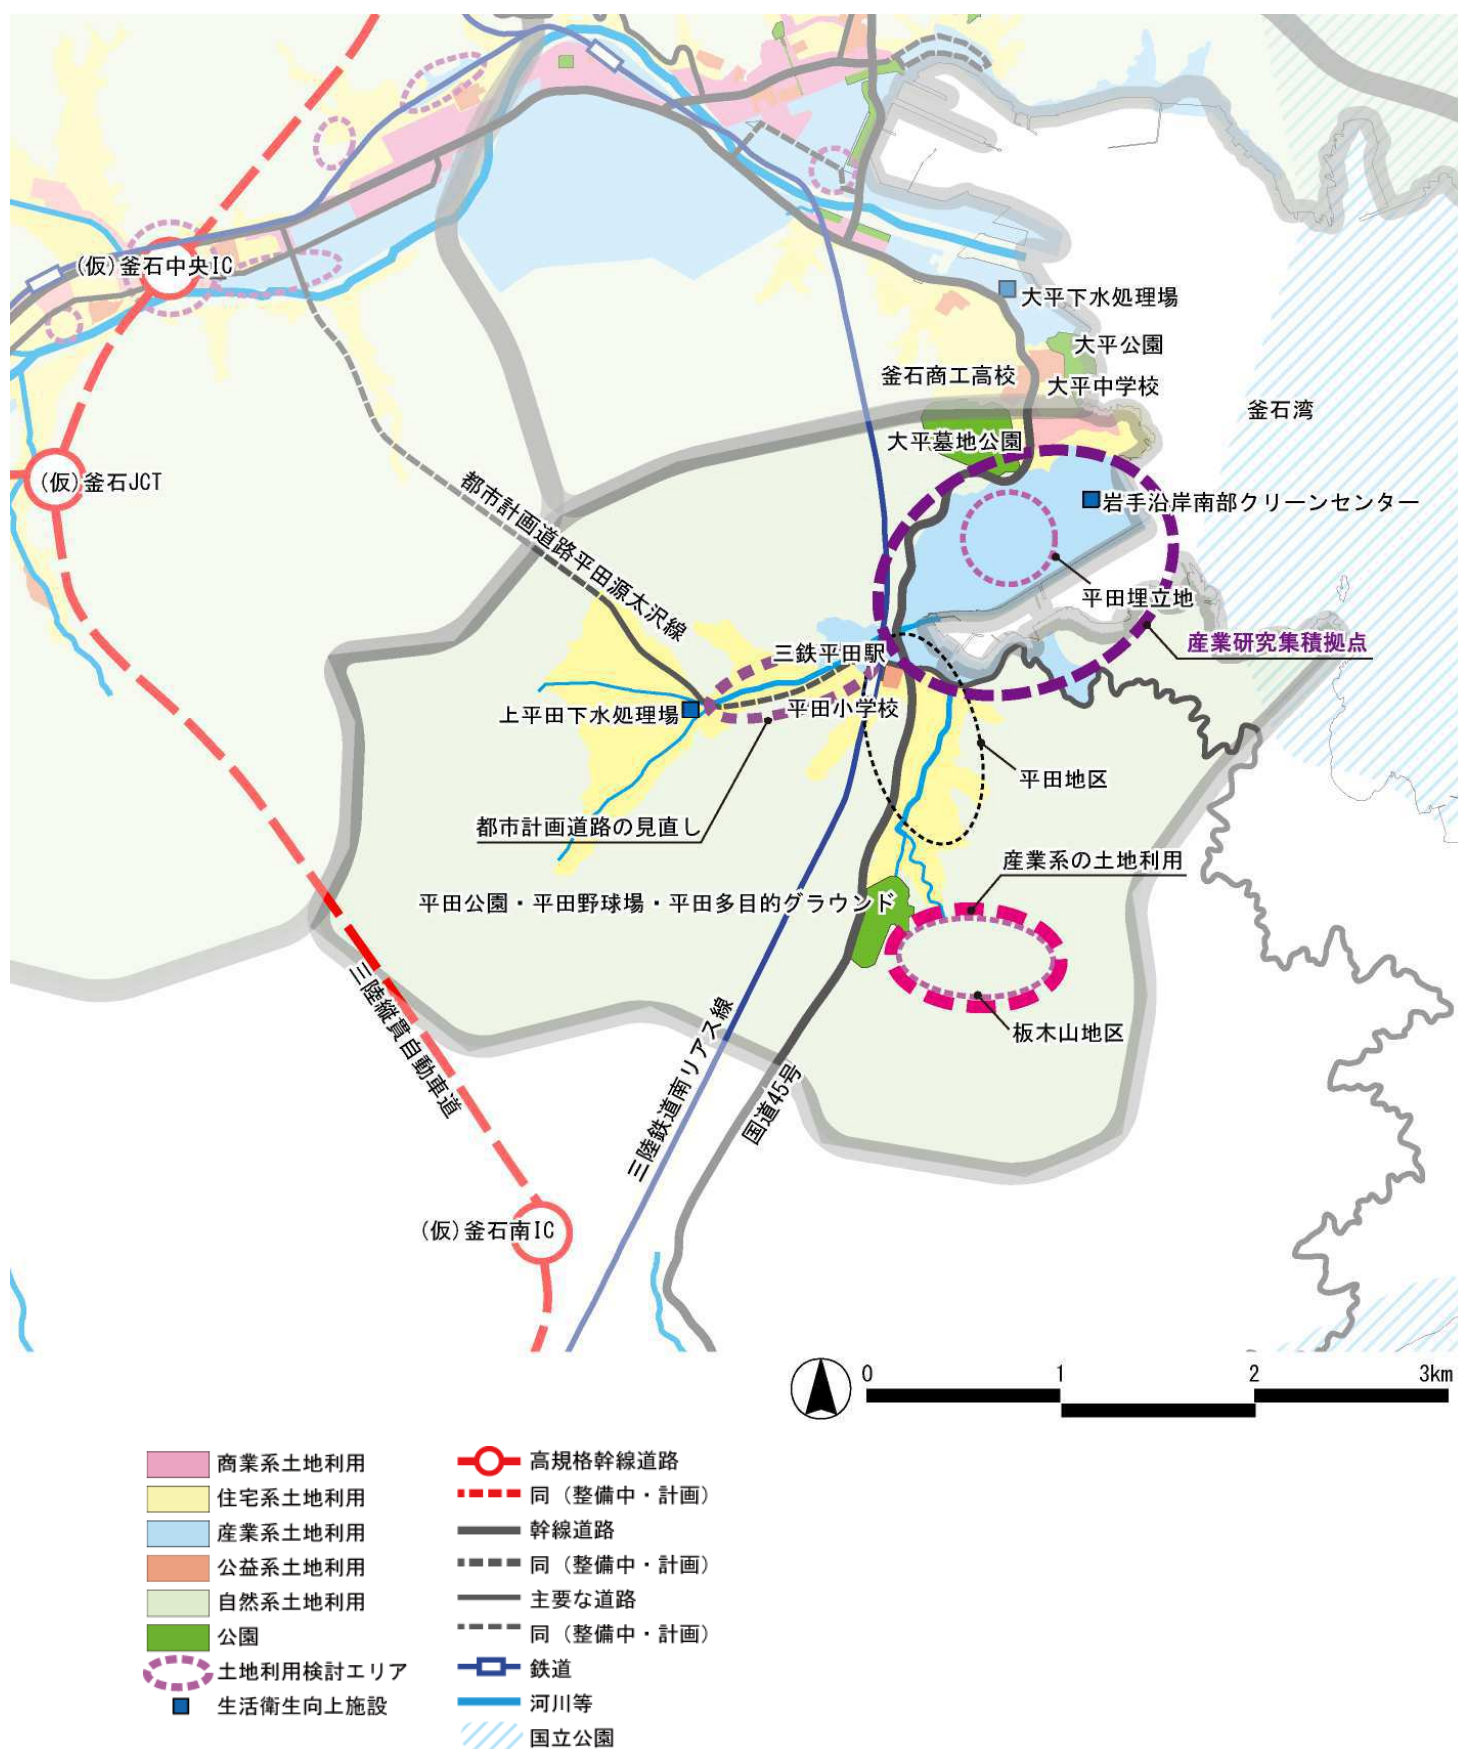 (仮)釜石中央IC
大平下水処理場
大平公園
釜石商工高校
大平中学校
釜石湾
大平墓地公園
(仮)釜石JCT
都市計画道路平田源太沢線
岩手沿岸南部クリーンセンター
平田埋立地
産業研究集積拠点
三鉄平田駅
上平田下水処理場
平田小学校
平田地区
都市計画道路の見直し
産業系の土地利用
平田公園・平田野球場・平田多目的グラウンド
三陸縦貫自動車道
三陸鉄道南リアス線
国道45号
板木山地区
(仮)釜石南IC
0 1 2 3km
商業系土地利用
住宅系土地利用
産業系土地利用
公益系土地利用
自然系土地利用
公園
土地利用検討エリア
生活衛生向上施設
高規格幹線道路
同（整備中・計画）
幹線道路
同（整備中・計画）
主要な道路
同（整備中・計画）
鉄道
河川等
国立公園